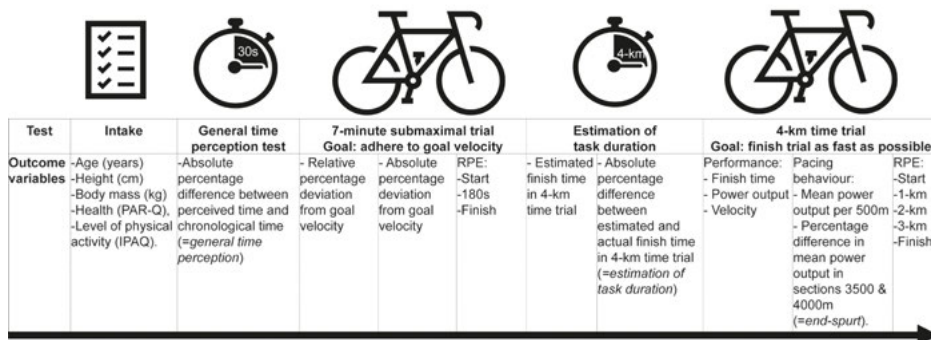 30s
4-km
Test
Intake
General time
perception test
7-minute submaximal trial
Goal: adhere to goal velocity
Estimation of
task duration
4-km time trial
Goal: finish trial as fast as possible
Outcome
variables
-Age (years)
-Height (cm)
-Body mass (kg)
-Health (PAR-Q),
-Level of physical
activity (IPAQ).
-Absolute
percentage
difference between
perceived time and
chronological time
(=general time
perception)
- Relative
percentage
deviation
from goal
velocity
- Absolute
percentage
deviation
from goal
velocity
RPE:
-Start
-180s
-Finish
- Estimated
finish time
in 4-km
time trial
- Absolute
percentage
difference
between
estimated and
actual finish time
in 4-km time trial
(=estimation of
task duration)
Performance:
- Finish time
- Power output
- Velocity
Pacing
behaviour:
- Mean power
output per 500m
- Percentage
difference in
mean power
output in
sections 3500 &
4000m
(=end-spurt).
RPE:
-Start
-1-km
-2-km
-3-km
-Finish